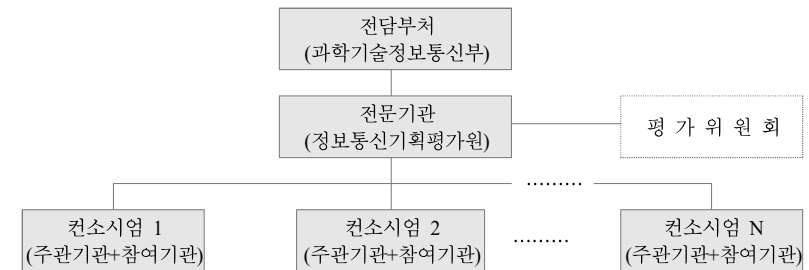 전담부처
(과학기술정보통신부)
전문기관
(정보통신기획평가원)
평 가 위 원 회
.........
컨소시엄 1
(주관기관+참여기관)
컨소시엄 2
(주관기관+참여기관)
.........
컨소시엄 N
(주관기관+참여기관)